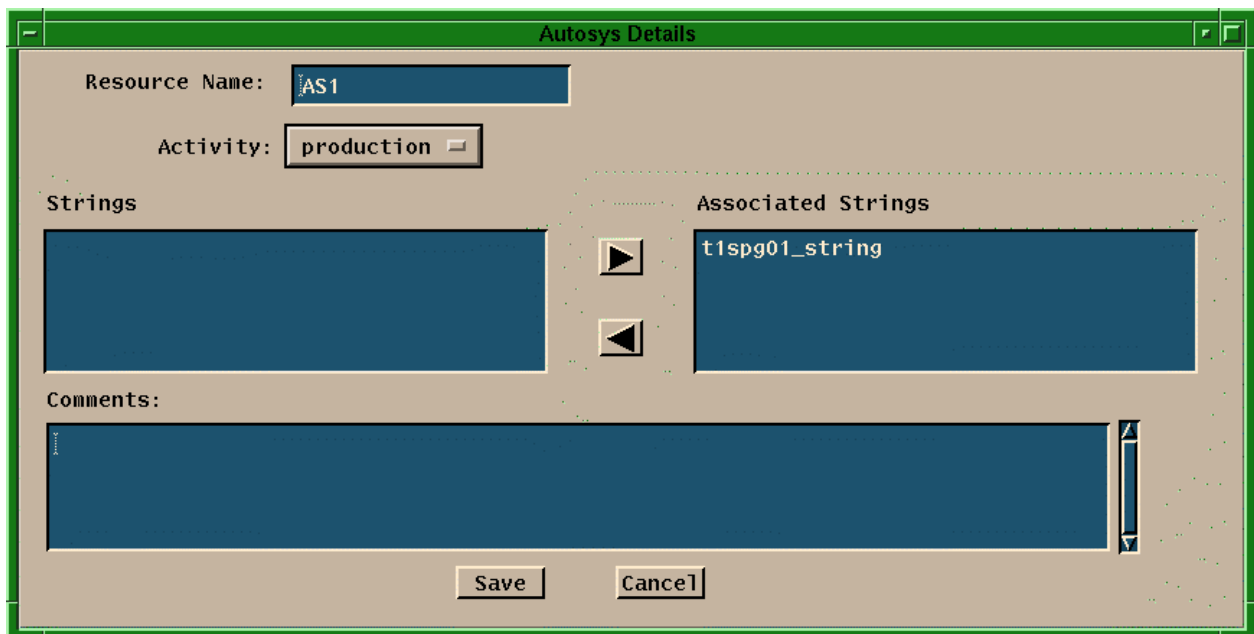 Autosys Details
Resource Name: AS1
Activity: production
Strings
Associated Strings
t1spg01_string
Comments:
Save Cancel